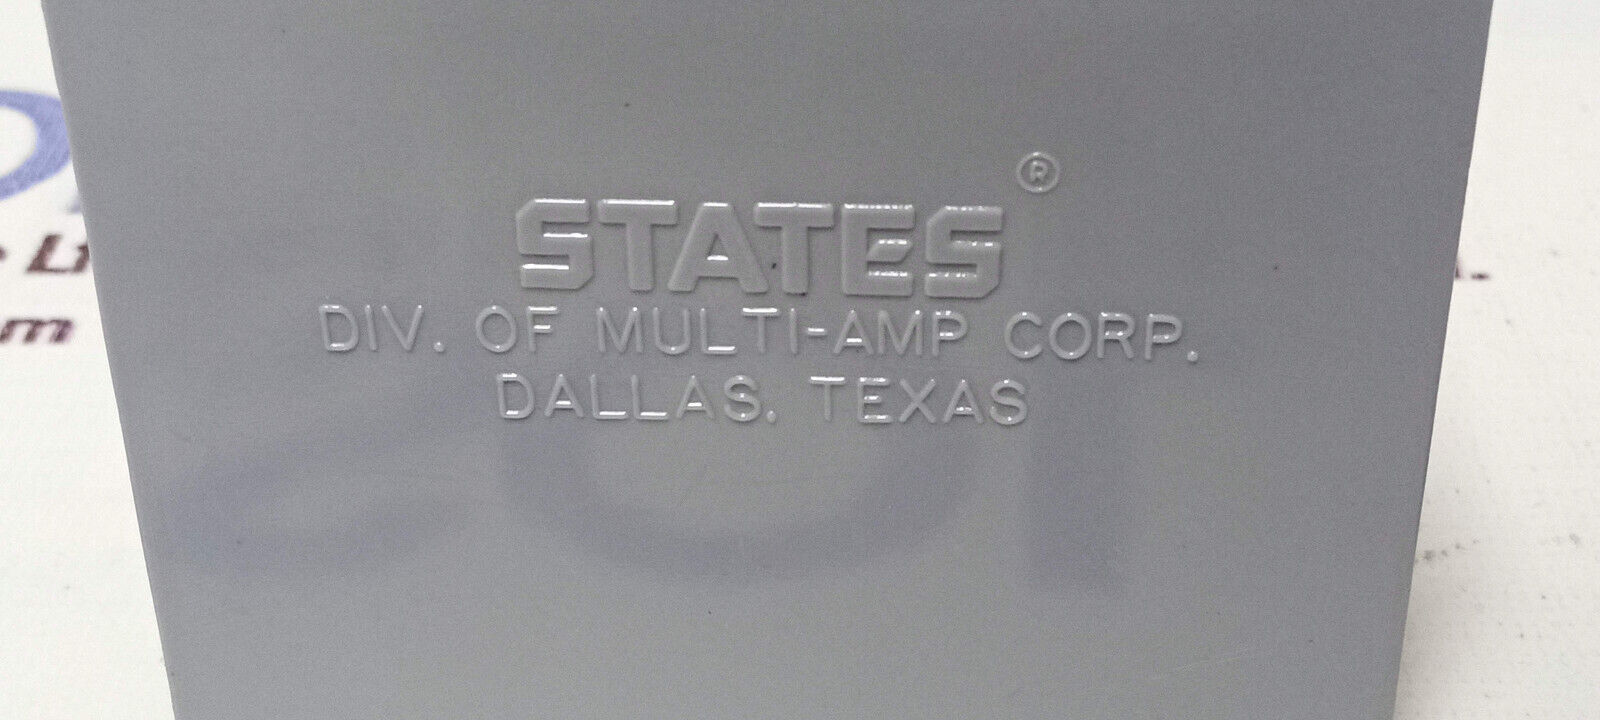 STATES®
DIV. OF MULTI-AMP CORP.
DALLAS, TEXAS